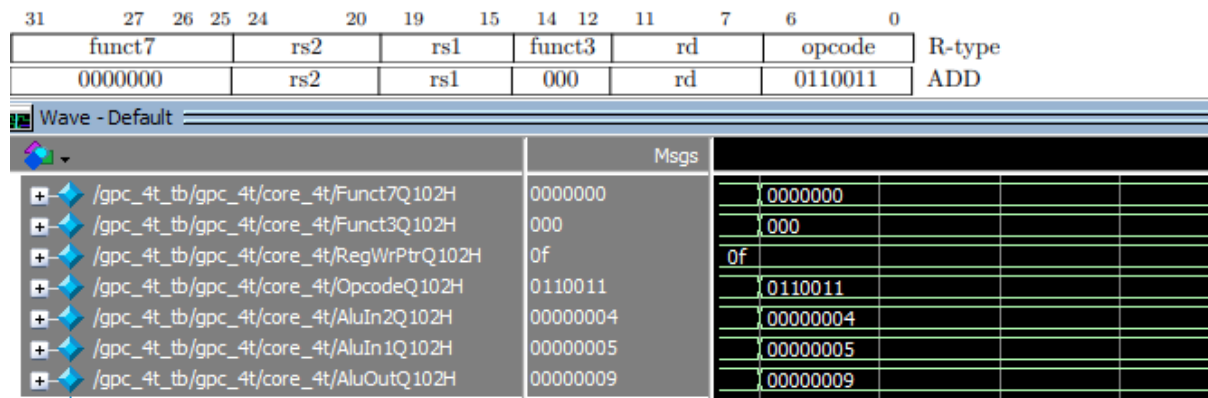 31 27 26 25 24 20 19 15 14 12 11 7 6 0
funct7 rs2 rs1 funct3 rd opcode R-type
0000000 rs2 rs1 000 rd 0110011 ADD
Wave - Default
Msgs
/gpc_4t_tb/gpc_4t/core_4t/Funct7Q102H 0000000 0000000
/gpc_4t_tb/gpc_4t/core_4t/Funct3Q102H 000 000
/gpc_4t_tb/gpc_4t/core_4t/RegWrPtrQ102H 0f 0f
/gpc_4t_tb/gpc_4t/core_4t/OpcodeQ102H 0110011 0110011
/gpc_4t_tb/gpc_4t/core_4t/AluIn2Q102H 00000004 00000004
/gpc_4t_tb/gpc_4t/core_4t/AluIn1Q102H 00000005 00000005
/gpc_4t_tb/gpc_4t/core_4t/AluOutQ102H 00000009 00000009